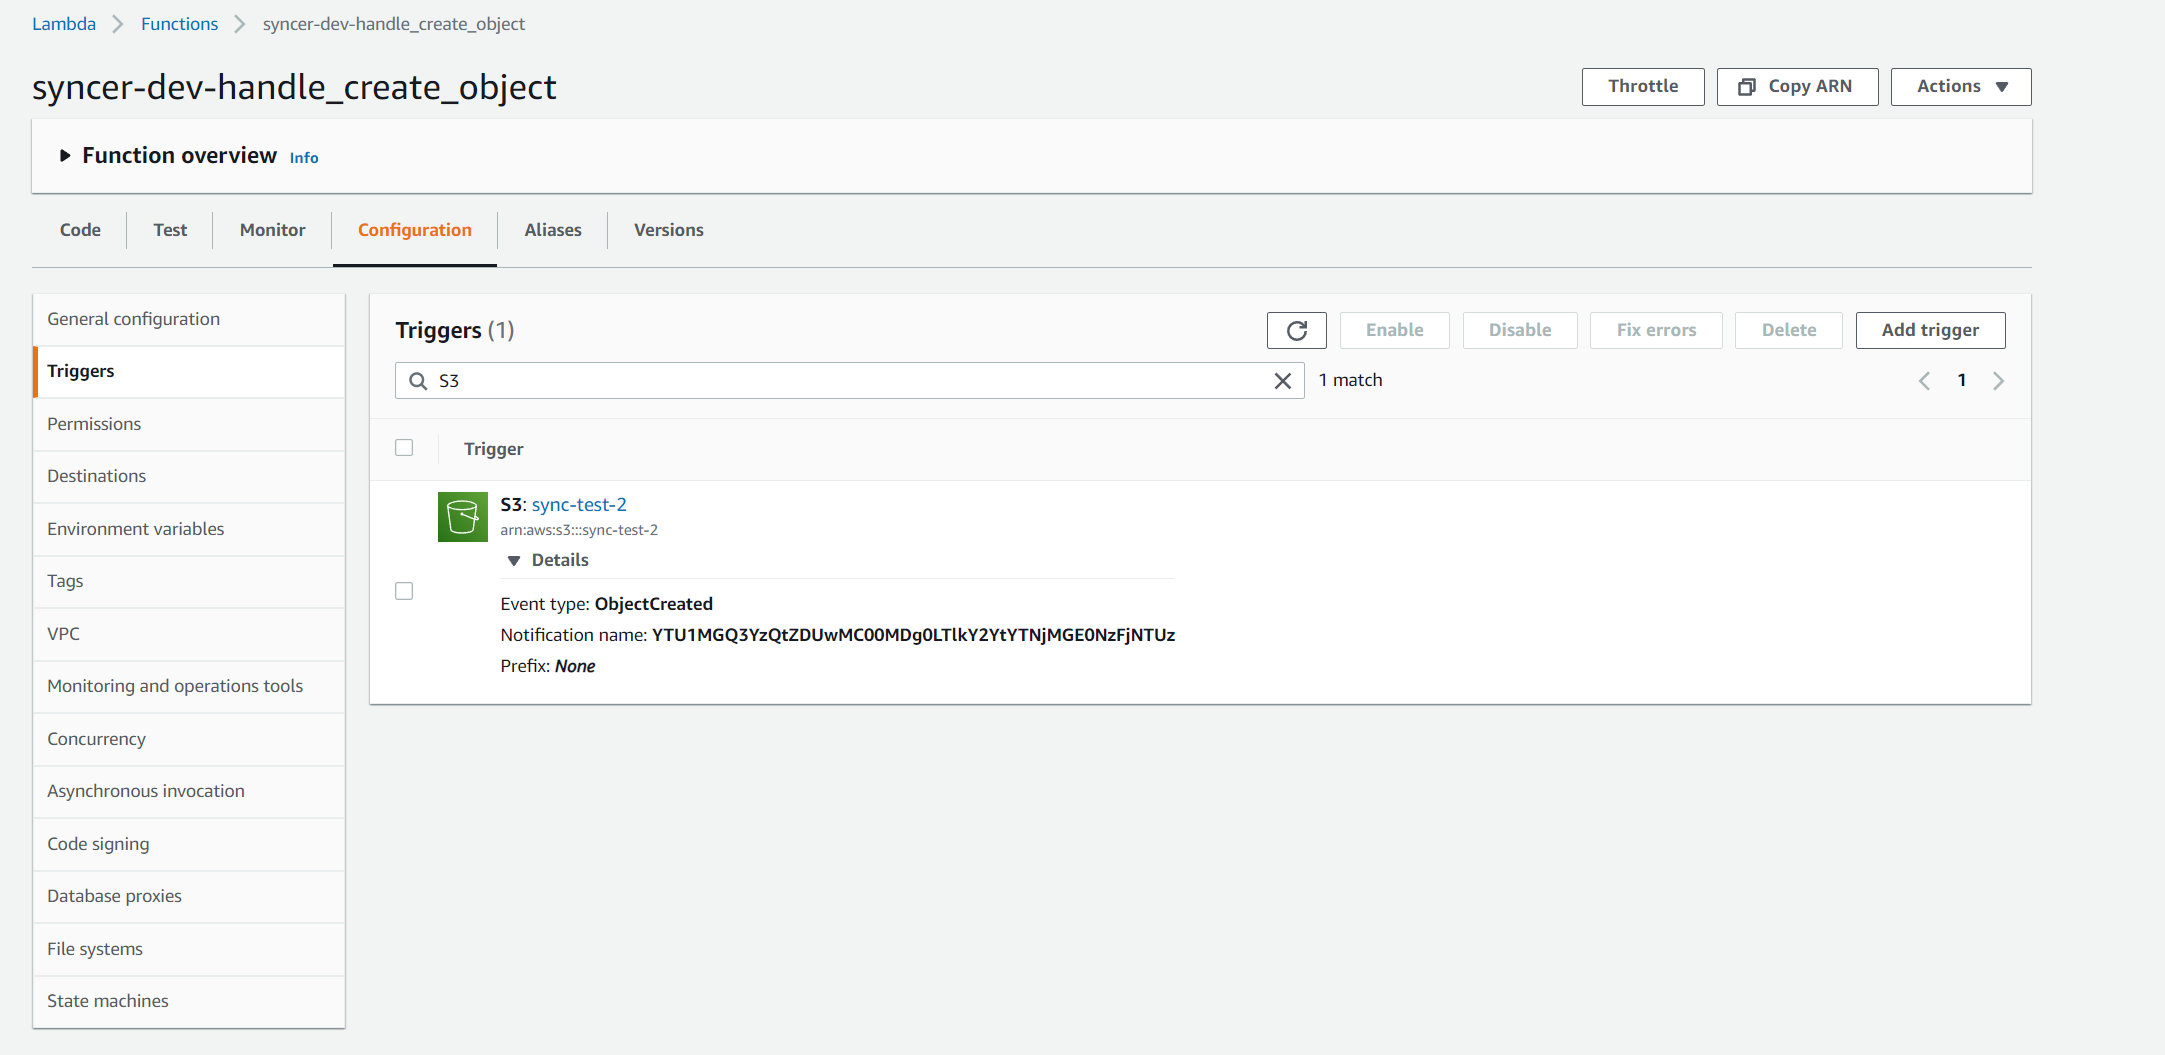 Lambda > Functions > syncer-dev-handle_create_object
syncer-dev-handle_create_object
Throttle Copy ARN Actions
Function overview Info
Code Test Monitor Configuration Aliases Versions
General configuration
Triggers
Permissions
Destinations
Environment variables
Tags
VPC
Monitoring and operations tools
Concurrency
Asynchronous invocation
Code signing
Database proxies
File systems
State machines
Triggers (1)
Enable Disable Fix errors Delete Add trigger
S3 1 match 1
Trigger
S3: sync-test-2
arn:aws:s3:::sync-test-2
Details
Event type: ObjectCreated
Notification name: YTU1MGQ3YzQtZDUwMC00MDg0LTlkY2YtYTNjMGE0NzFjNTUz
Prefix: None